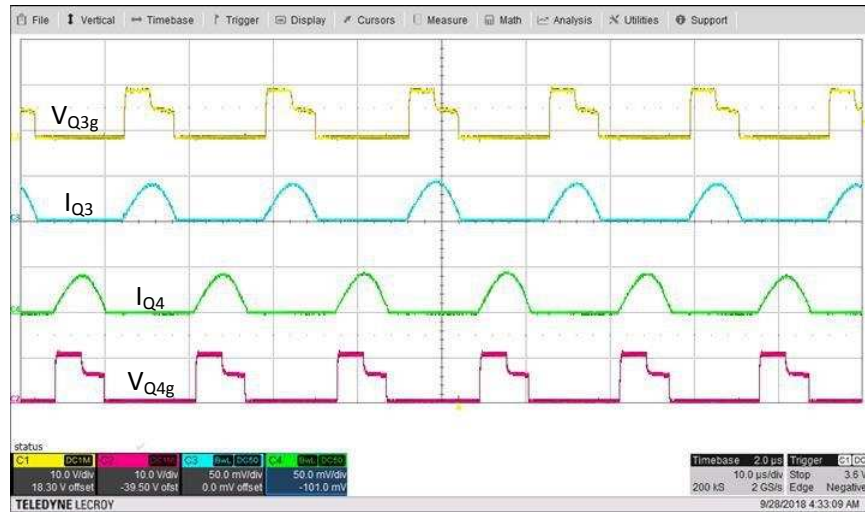 File Vertical Timebase Trigger Display Cursors Measure Math Analysis Utilities Support
VQ3g
IQ3
IQ4
VQ4g
status
C1 DC1M C2 DC1M C3 BwL DC50 C4 BwL DC50 Timebase 2.0 µs Trigger C1 DC
10.0 V/div 10.0 V/div 50.0 mV/div 50.0 mV/div 10.0 µs/div Stop 3.6 V
18.30 V offset -39.50 V ofst 0.0 mV offset -101.0 mV 200 kS 2 GS/s Edge Negative
TELEDYNE LECROY 9/28/2018 4:33:09 AM